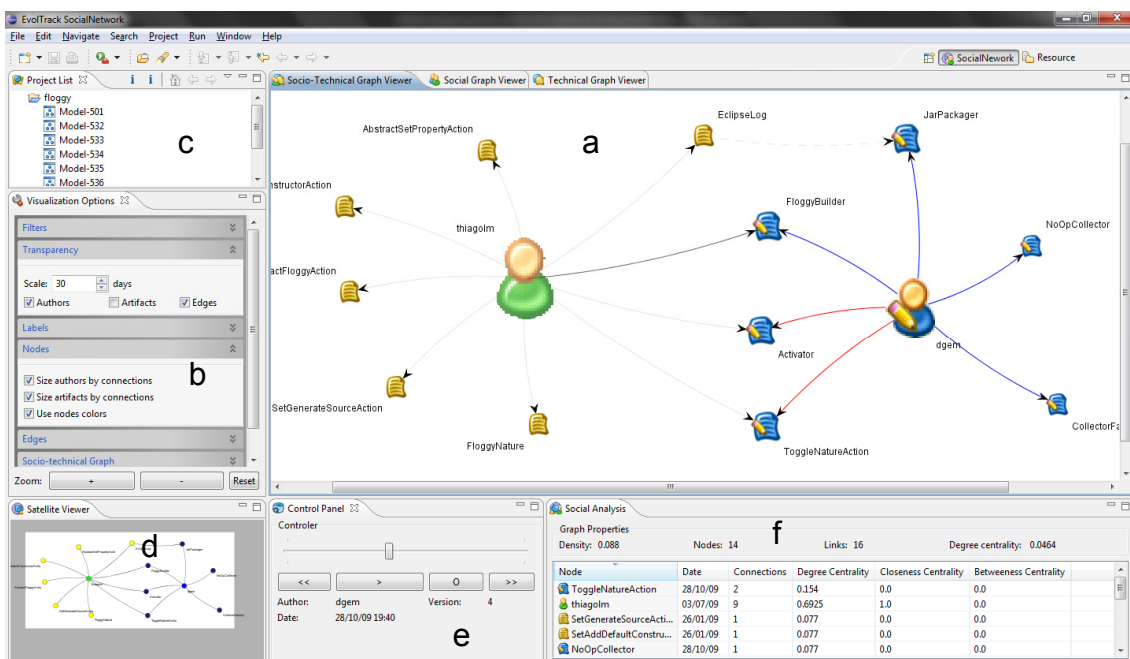 EvolTrack SocialNetwork
File Edit Navigate Search Project Run Window Help
SocialNework Resource
Project List
floggy
Model-501
Model-532
Model-533
Model-534
Model-535
Model-536
c
Visualization Options
Filters
Transparency
Scale: 30 days
Authors Artifacts Edges
Labels
Nodes
Size authors by connections
Size artifacts by connections
Use nodes colors
b
Edges
Socio-technical Graph
Zoom: + - Reset
Socio-Technical Graph Viewer Social Graph Viewer Technical Graph Viewer
a
EclipseLog
JarPackager
AbstractSetPropertyAction
nstructorAction
FloggyBuilder
NoOpCollector
thiagolm
actFloggyAction
Activator
dgem
SetGenerateSourceAction
CollectorFa
FloggyNature
ToggleNatureAction
Satellite Viewer
d
Control Panel
Controler
<< > O >>
Author: dgem Version: 4
Date: 28/10/09 19:40
e
Social Analysis
f
Graph Properties
Density: 0.088 Nodes: 14 Links: 16 Degree centrality: 0.0464
Node Date Connections Degree Centrality Closeness Centrality Betweeness Centrality
ToggleNatureAction 28/10/09 2 0.154 0.0 0.0
thiagolm 03/07/09 9 0.6925 1.0 0.0
SetGenerateSourceActi... 26/01/09 1 0.077 0.0 0.0
SetAddDefaultConstru... 26/01/09 1 0.077 0.0 0.0
NoOpCollector 28/10/09 1 0.077 0.0 0.0